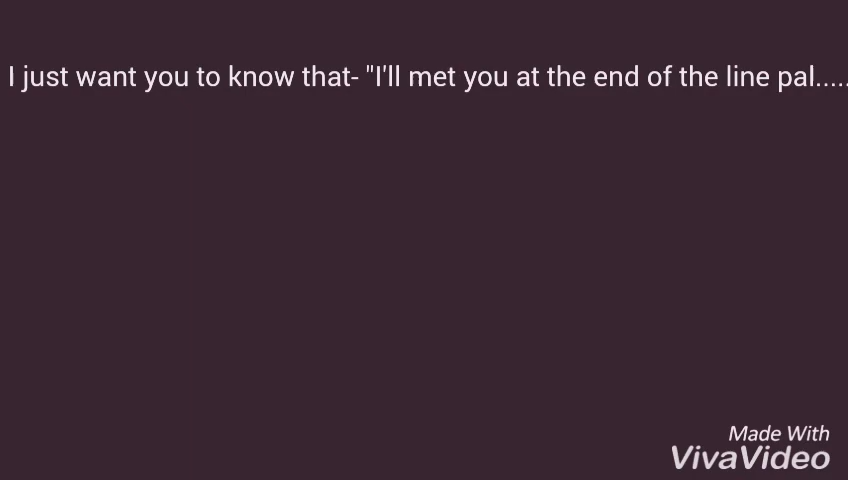 I just want you to know that- "I'll met you at the end of the line pal.....
Made With
VivaVideo